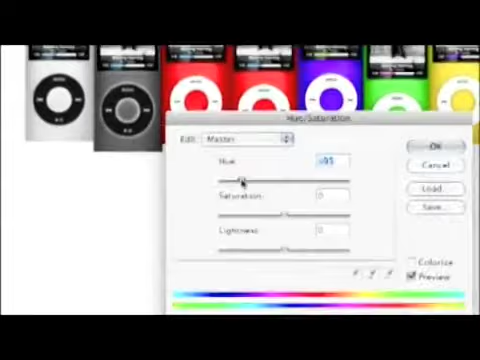 Hue/Saturation
Edit: Master
OK
Hue:
Cancel
Saturation: 0
Load...
Save...
Lightness: 0
Colorize
Preview